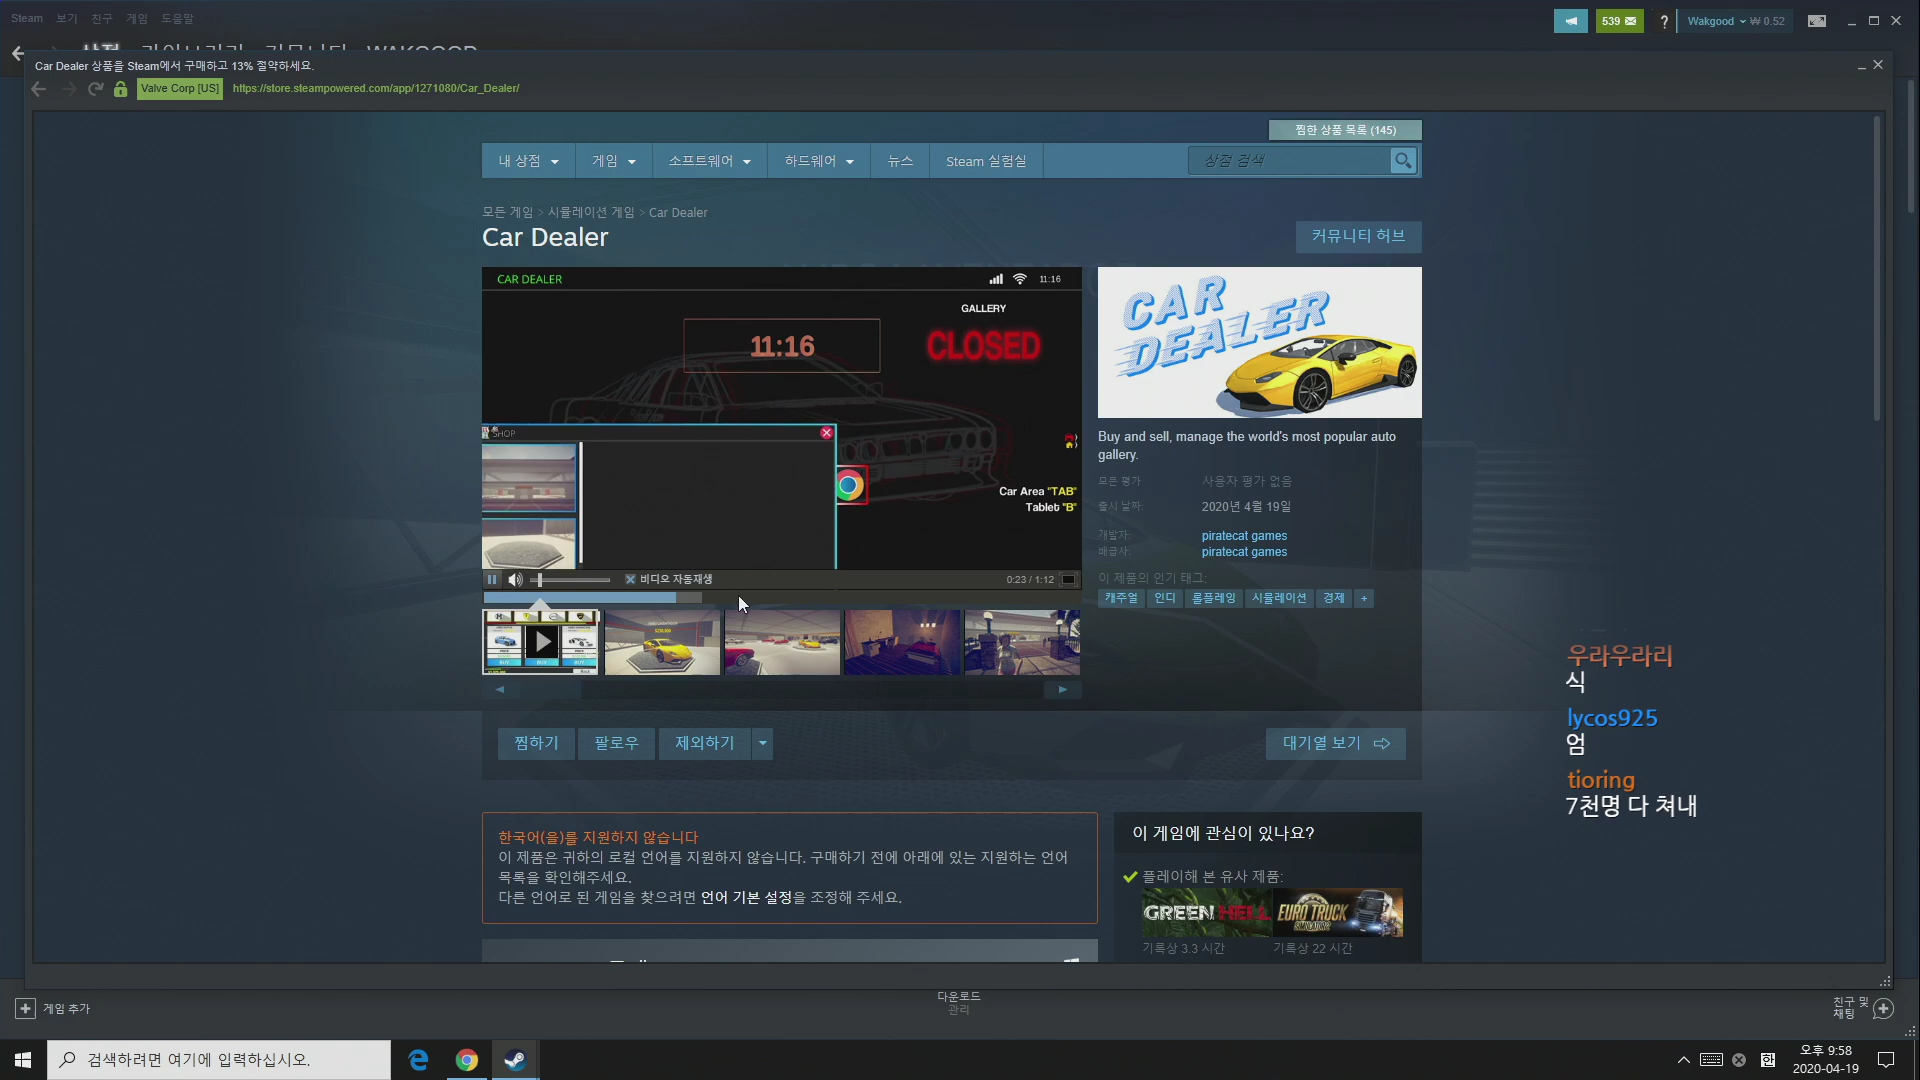 Steam 보기 친구 게임 도움말
539
?
Wakgood ₩ 0.52
WAKGOOD
Car Dealer 상품을 Steam에서 구매하고 13% 절약하세요.
Valve Corp [US] https://store.steampowered.com/app/1271080/Car_Dealer/
찜한 상품 목록 (145)
내 상점 게임 소프트웨어 하드웨어 뉴스 Steam 실험실 상점 검색
모든 게임 > 시뮬레이션 게임 > Car Dealer
Car Dealer
커뮤니티 허브
CAR DEALER
11:16
GALLERY
11:16
CLOSED
SHOP
Car Area "TAB"
Tablet "B"
비디오 자동재생
0:23 / 1:12
CAR
DEALER
Buy and sell, manage the world's most popular auto
gallery.
모든 평가 사용자 평가 없음
출시 날짜: 2020년 4월 19일
개발자: piratecat games
배급사: piratecat games
이 제품의 인기 태그:
캐주얼 인디 롤플레잉 시뮬레이션 경제 +
찜하기 팔로우 제외하기
대기열 보기
우라우라리
식
lycos925
엄
tioring
7천명 다 쳐내
한국어(을)를 지원하지 않습니다
이 제품은 귀하의 로컬 언어를 지원하지 않습니다. 구매하기 전에 아래에 있는 지원하는 언어
목록을 확인해주세요.
다른 언어로 된 게임을 찾으려면 언어 기본 설정을 조정해 주세요.
이 게임에 관심이 있나요?
플레이해 본 유사 제품:
GREEN HELL
EURO TRUCK
SIMULATOR 2
기록상 3.3 시간
기록상 22 시간
게임 추가
다운로드
관리
친구 및
채팅
검색하려면 여기에 입력하십시오.
한
오후 9:58
2020-04-19